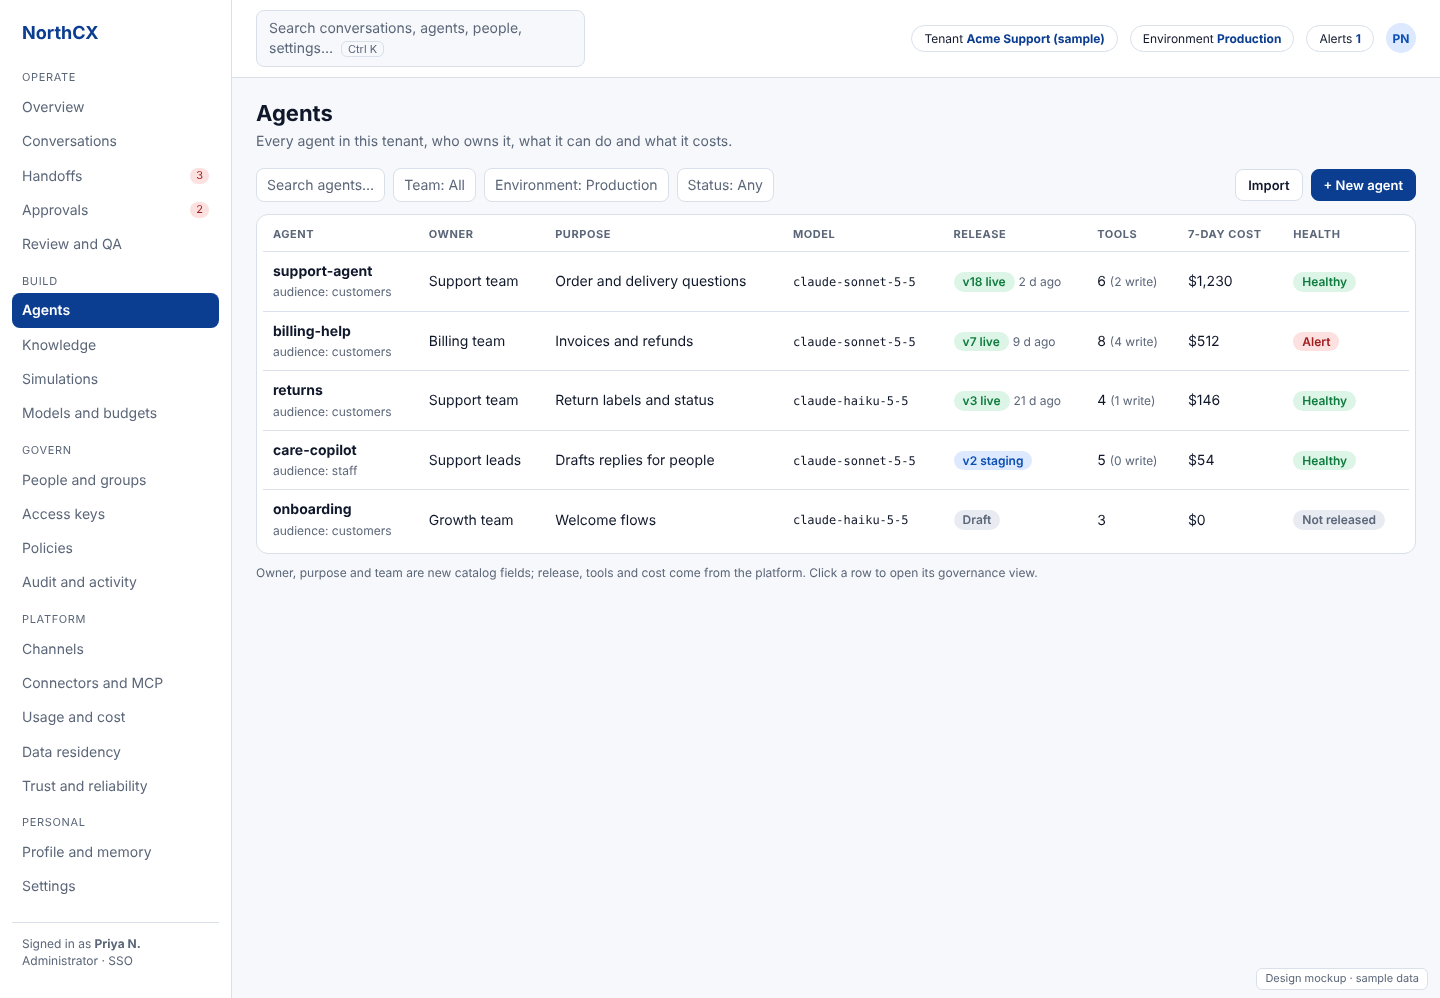 NorthCX
OPERATE
Overview
Conversations
Handoffs 3
Approvals 2
Review and QA
BUILD
Agents
Knowledge
Simulations
Models and budgets
GOVERN
People and groups
Access keys
Policies
Audit and activity
PLATFORM
Channels
Connectors and MCP
Usage and cost
Data residency
Trust and reliability
PERSONAL
Profile and memory
Settings
Signed in as Priya N.
Administrator · SSO
Search conversations, agents, people,
settings... Ctrl K
Tenant Acme Support (sample) Environment Production Alerts 1 PN
Agents
Every agent in this tenant, who owns it, what it can do and what it costs.
Search agents... Team: All Environment: Production Status: Any Import + New agent
AGENT OWNER PURPOSE MODEL RELEASE TOOLS 7-DAY COST HEALTH
support-agent
audience: customers
Support team Order and delivery questions claude-sonnet-5-5 v18 live 2 d ago 6 (2 write) $1,230 Healthy
billing-help
audience: customers
Billing team Invoices and refunds claude-sonnet-5-5 v7 live 9 d ago 8 (4 write) $512 Alert
returns
audience: customers
Support team Return labels and status claude-haiku-5-5 v3 live 21 d ago 4 (1 write) $146 Healthy
care-copilot
audience: staff
Support leads Drafts replies for people claude-sonnet-5-5 v2 staging 5 (0 write) $54 Healthy
onboarding
audience: customers
Growth team Welcome flows claude-haiku-5-5 Draft 3 $0 Not released
Owner, purpose and team are new catalog fields; release, tools and cost come from the platform. Click a row to open its governance view.
Design mockup · sample data